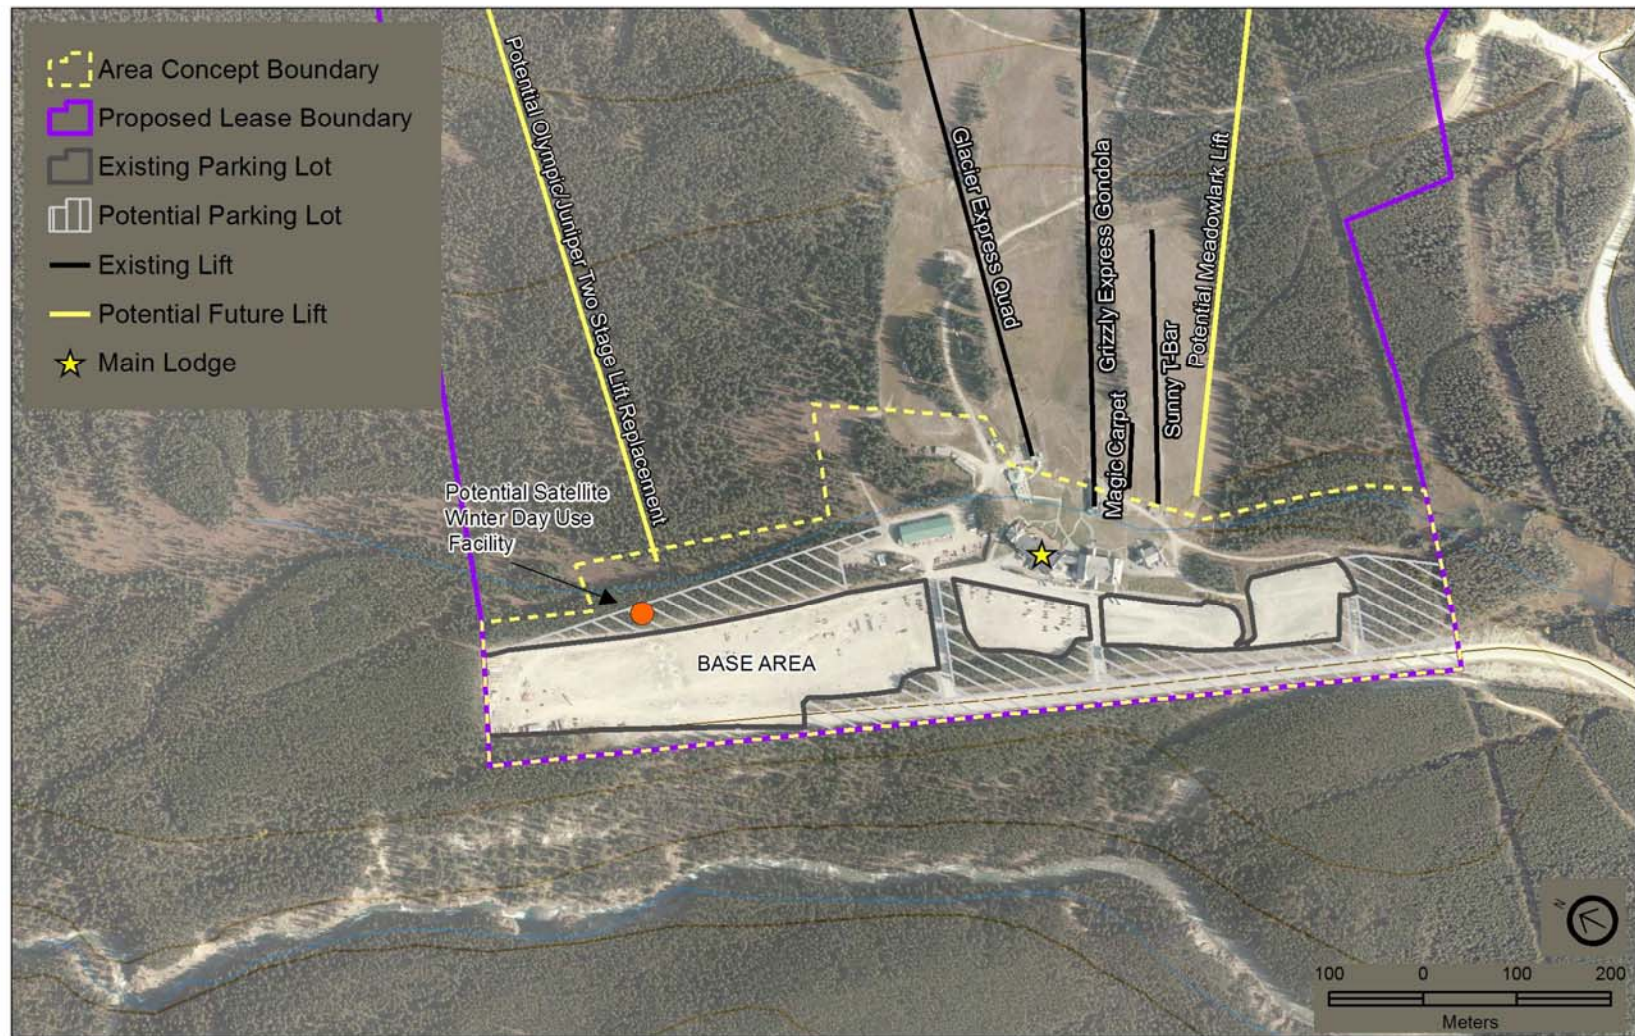 Area Concept Boundary
Proposed Lease Boundary
Existing Parking Lot
Potential Parking Lot
Existing Lift
Potential Future Lift
Main Lodge
Potential Olympic/Juniper Two Stage Lift Replacement
Glacier Express Quad
Grizzly Express Gondola
Magic Carpet
Sunny T-Bar
Potential Meadowlark Lift
Potential Satellite
Winter Day Use
Facility
BASE AREA
N
100 0 100 200
Meters